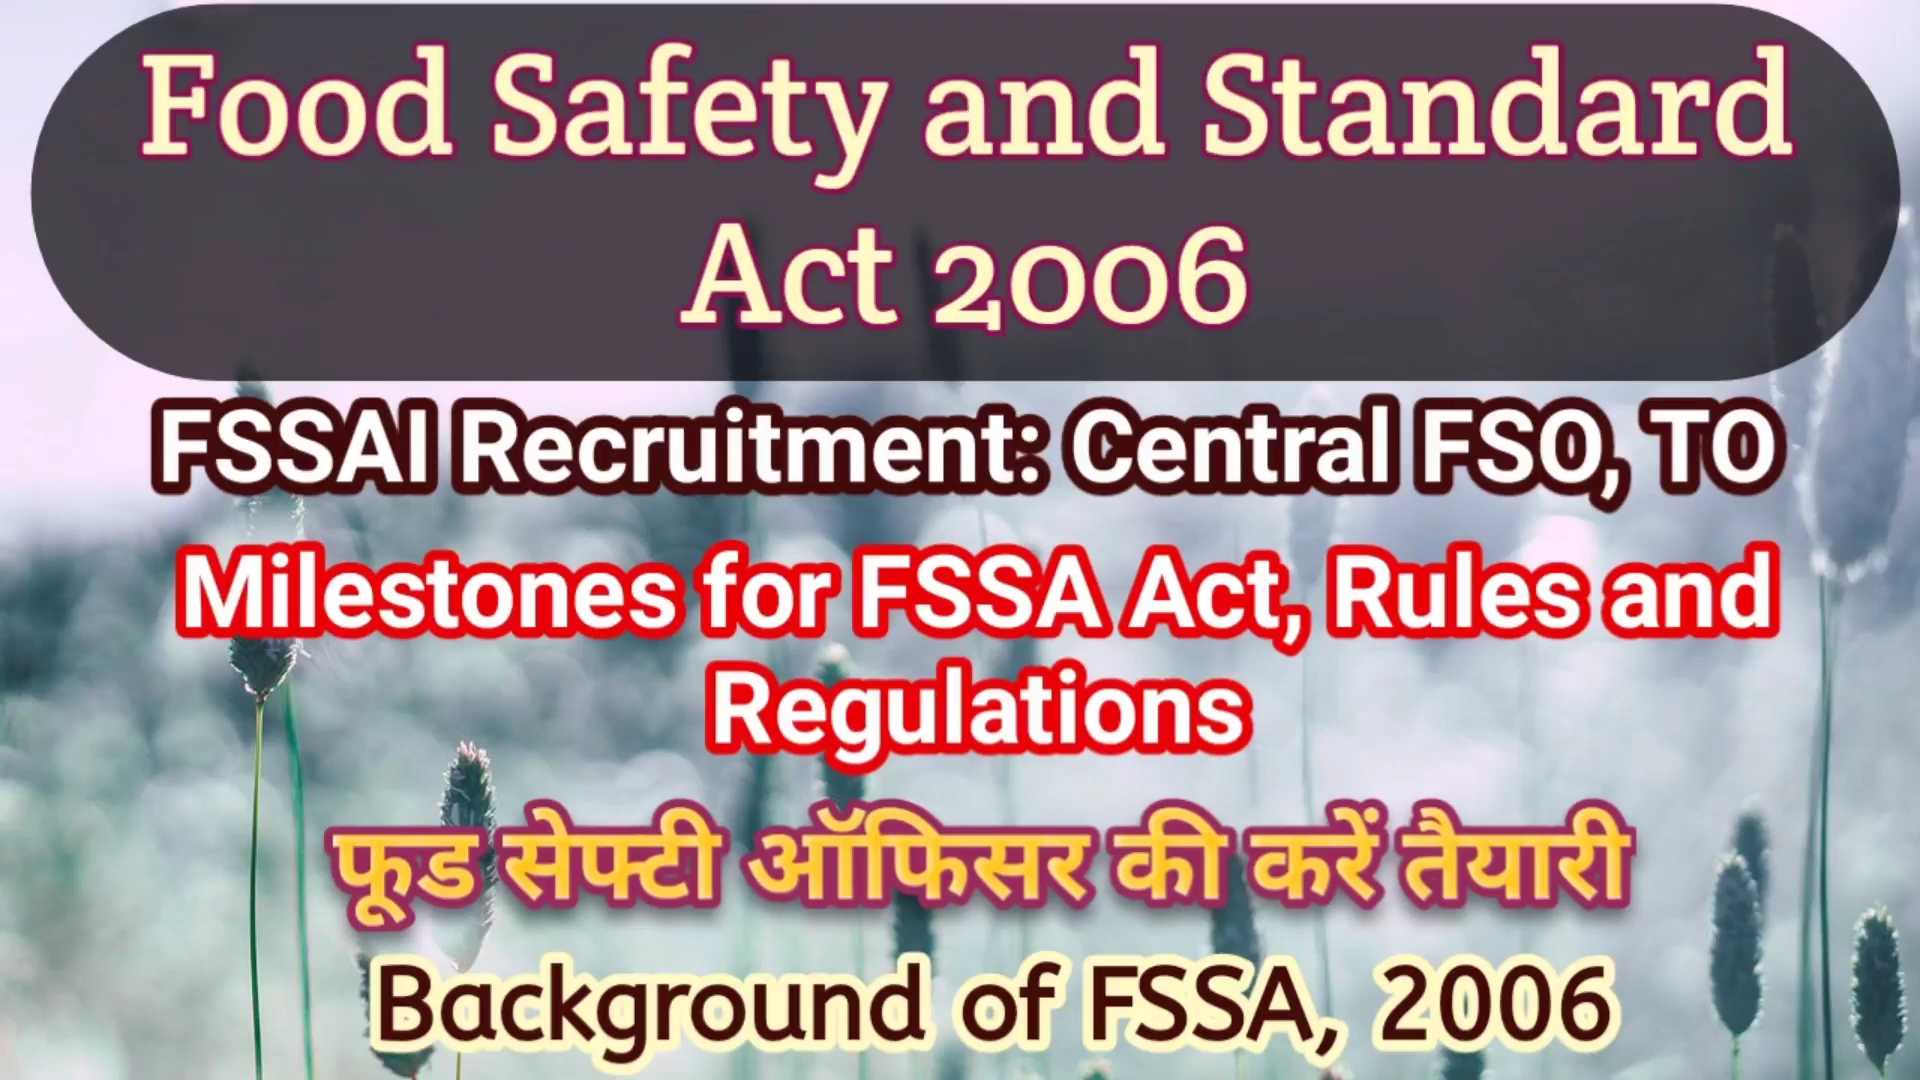 Food Safety and Standard
Act 2006
FSSAI Recruitment: Central FSO, TO
Milestones for FSSA Act, Rules and
Regulations
फूड सेफ्टी ऑफिसर की करें तैयारी
Background of FSSA, 2006